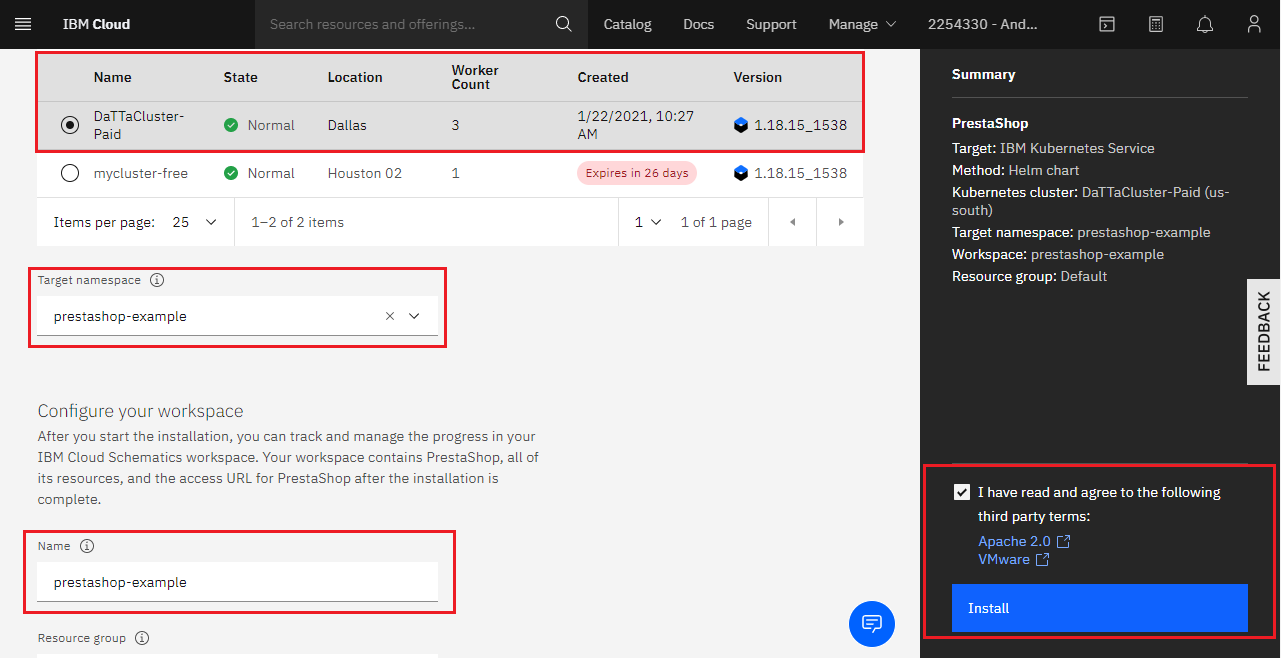 IBM Cloud
Search resources and offerings...
Catalog
Docs
Support
Manage
2254330 - And...
Name State Location Worker Count Created Version
DaTTaCluster-Paid Normal Dallas 3 1/22/2021, 10:27 AM 1.18.15_1538
mycluster-free Normal Houston 02 1 Expires in 26 days 1.18.15_1538
Items per page: 25 1–2 of 2 items 1 1 of 1 page
Target namespace
prestashop-example
Configure your workspace
After you start the installation, you can track and manage the progress in your
IBM Cloud Schematics workspace. Your workspace contains PrestaShop, all of
its resources, and the access URL for PrestaShop after the installation is
complete.
Name
prestashop-example
Resource group
Summary
PrestaShop
Target: IBM Kubernetes Service
Method: Helm chart
Kubernetes cluster: DaTTaCluster-Paid (us-
south)
Target namespace: prestashop-example
Workspace: prestashop-example
Resource group: Default
FEEDBACK
I have read and agree to the following
third party terms:
Apache 2.0
VMware
Install